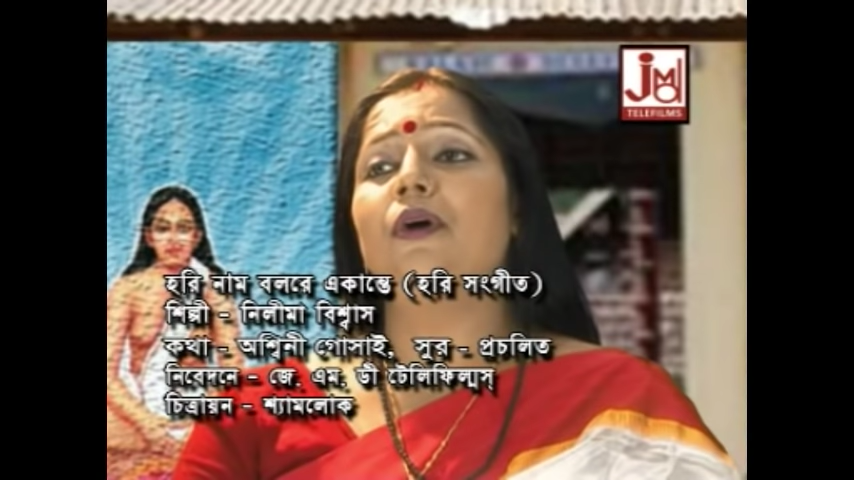 JMD
TELEFILMS
হরি নাম বলরে একান্তে (হরি সংগীত)
শিল্পী - নিলীমা বিশ্বাস
কথা - অশ্বিনী গোসাই, সুর - প্রচলিত
নিবেদনে - জে. এম. ডী টেলিফিল্মস্
চিত্রায়ন - শ্যামলোক